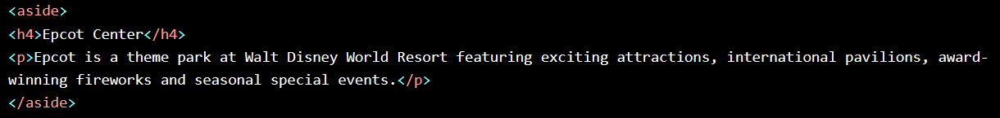 <aside>
<h4>Epcot Center</h4>
<p>Epcot is a theme park at Walt Disney World Resort featuring exciting attractions, international pavilions, award-
winning fireworks and seasonal special events.</p>
</aside>